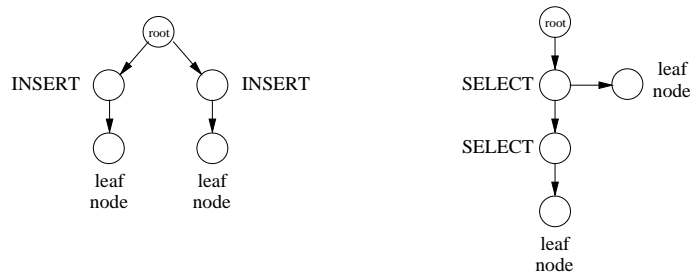 root
INSERT
INSERT
leaf
node
leaf
node
root
SELECT
leaf
node
SELECT
leaf
node